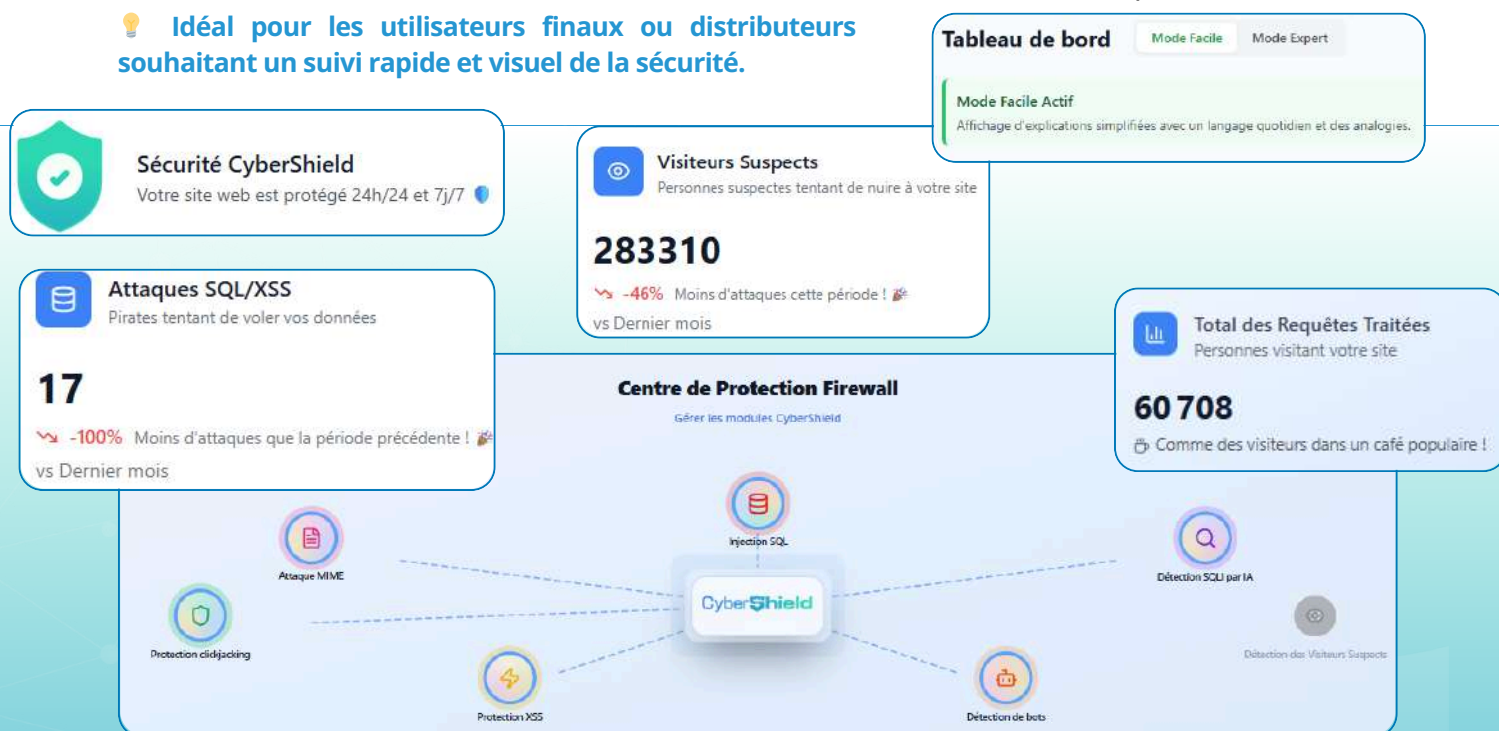 💡 Idéal pour les utilisateurs finaux ou distributeurs
souhaitant un suivi rapide et visuel de la sécurité.
Tableau de bord
Mode Facile
Mode Expert
Mode Facile Actif
Affichage d'explications simplifiées avec un langage quotidien et des analogies.
Sécurité CyberShield
Votre site web est protégé 24h/24 et 7j/7
Visiteurs Suspects
Personnes suspectes tentant de nuire à votre site
283310
-46% Moins d'attaques cette période ! 🎉
vs Dernier mois
Attaques SQL/XSS
Pirates tentant de voler vos données
17
-100% Moins d'attaques que la période précédente ! 🎉
vs Dernier mois
Total des Requêtes Traitées
Personnes visitant votre site
60 708
Comme des visiteurs dans un café populaire !
Centre de Protection Firewall
Gérer les modules CyberShield
Injection SQL
Attaque MIME
Détection SQLI par IA
CyberShield
Protection clickjacking
Détection des Visiteurs Suspects
Protection XSS
Détection de bots